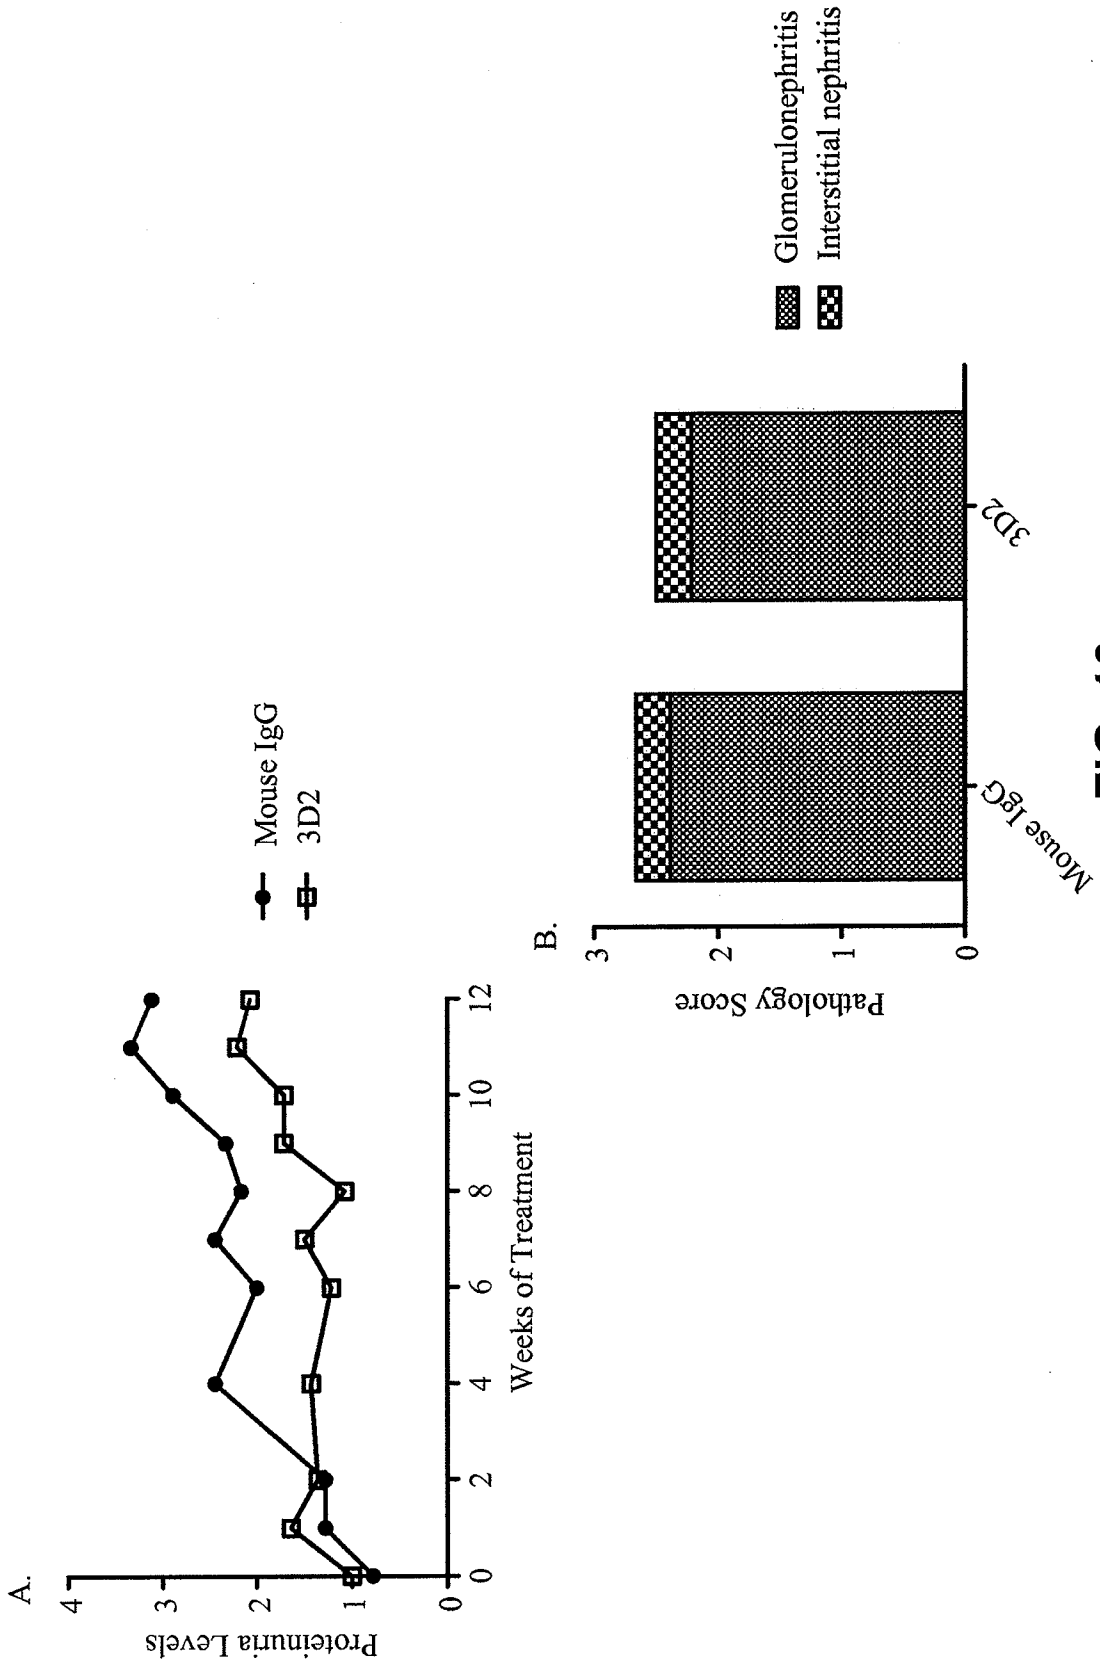 A.
Proteinuria Levels
4
3
2
1
0
0 2 4 6 8 10 12
Weeks of Treatment
Mouse IgG
3D2
B.
Pathology Score
3
2
1
0
Mouse IgG
3D2
Glomerulonephritis
Interstitial nephritis